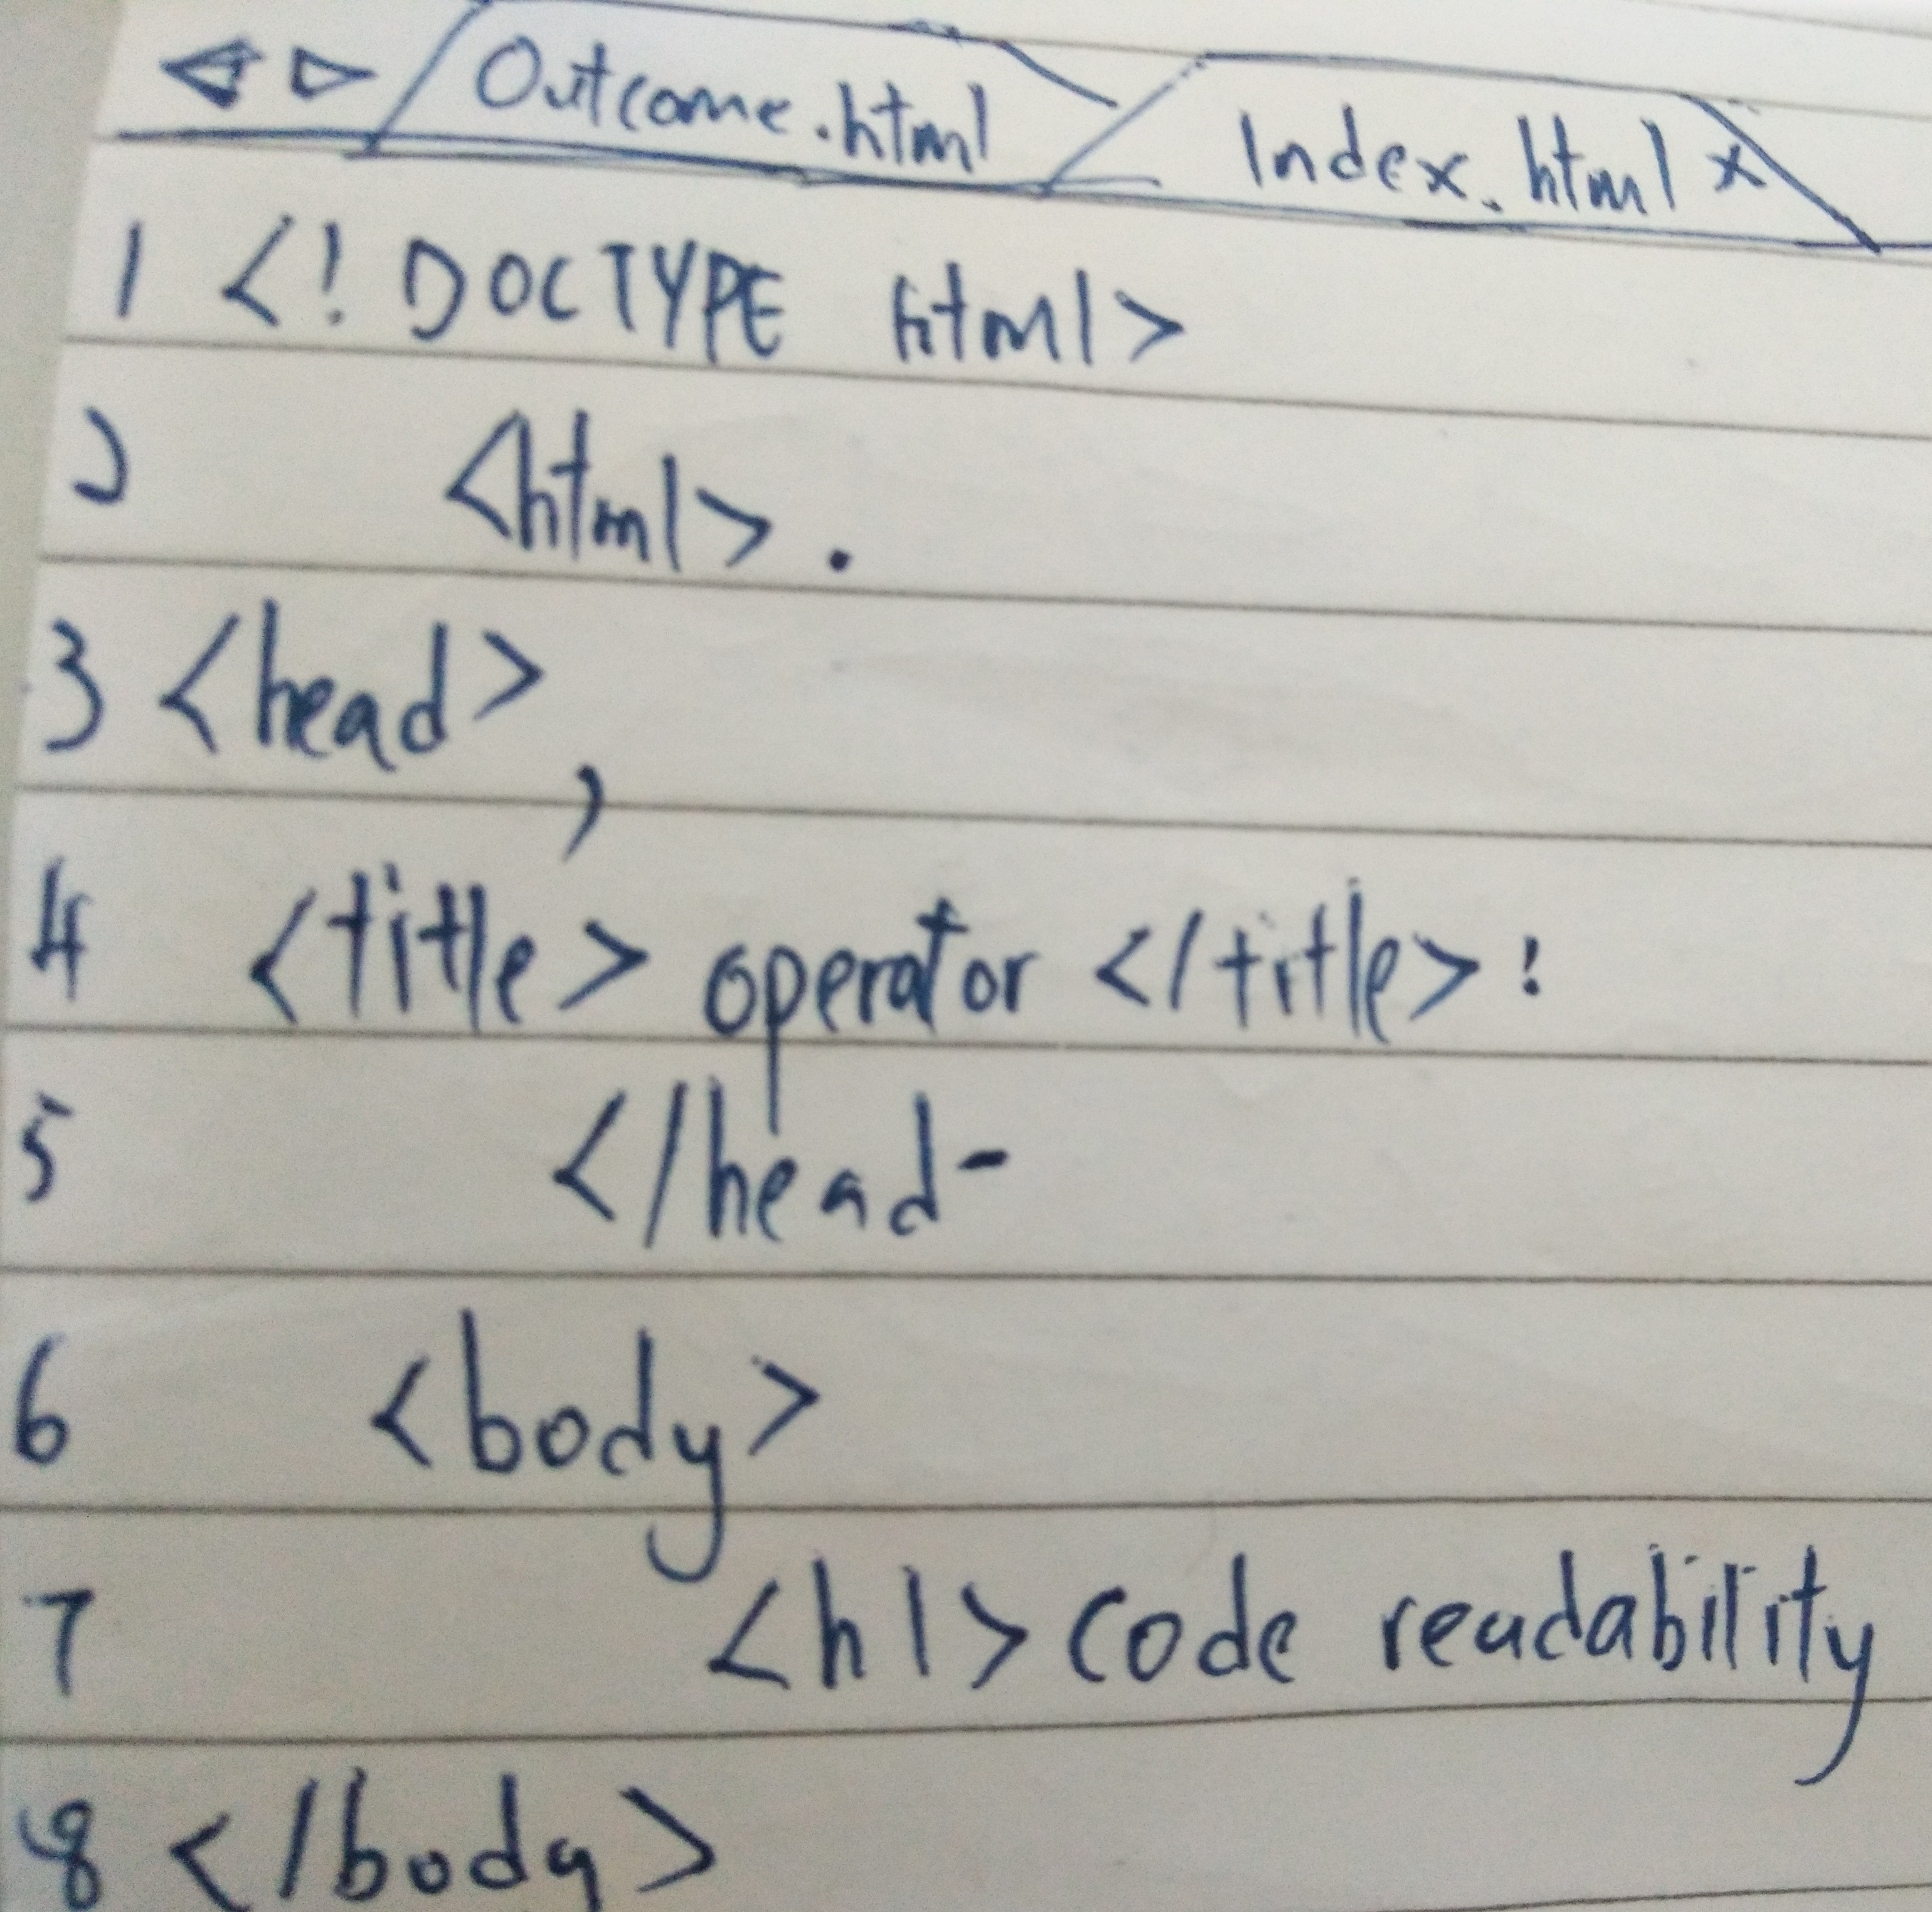 Outcome.html Index.html x
1 <! DOCTYPE html>
2 <html>.
3 <head>,
4 <title> operator </title>:
5 </head-
6 <body>
7 <h1> code readability
8 </body>